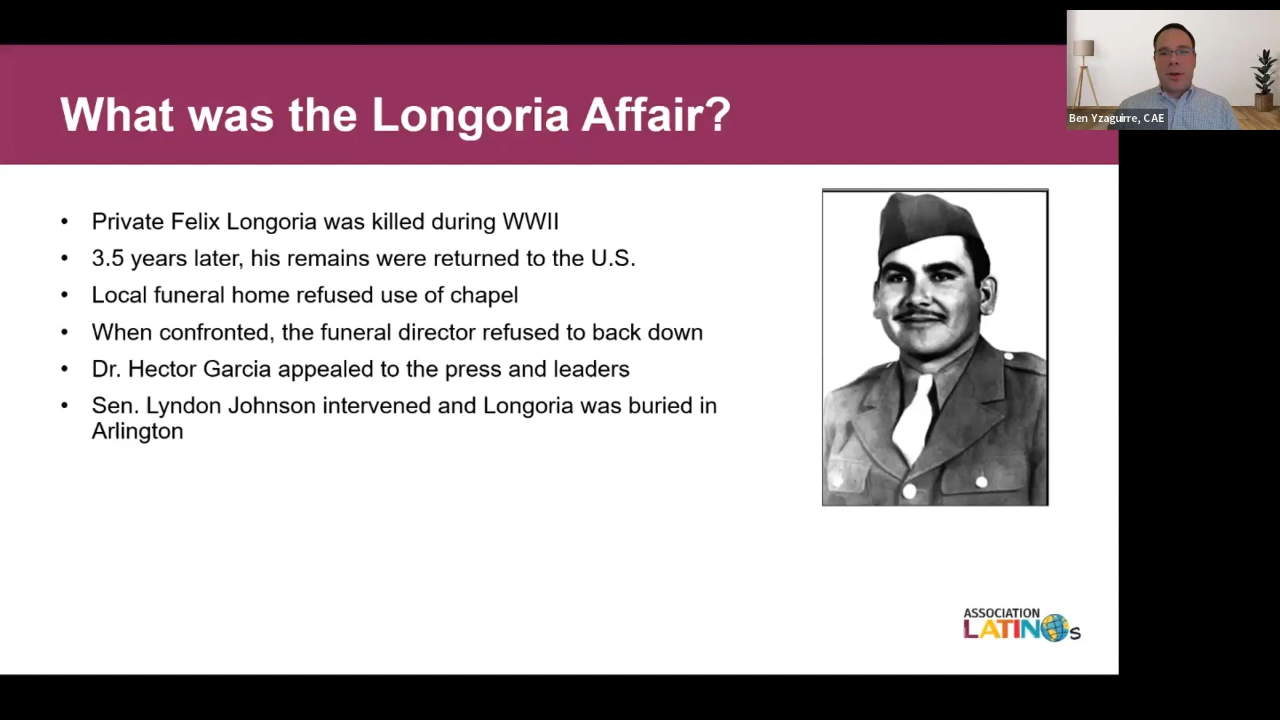 Ben Yzaguirre, CAE
What was the Longoria Affair?
• Private Felix Longoria was killed during WWII
• 3.5 years later, his remains were returned to the U.S.
• Local funeral home refused use of chapel
• When confronted, the funeral director refused to back down
• Dr. Hector Garcia appealed to the press and leaders
• Sen. Lyndon Johnson intervened and Longoria was buried in
Arlington
ASSOCIATION
LATINOs